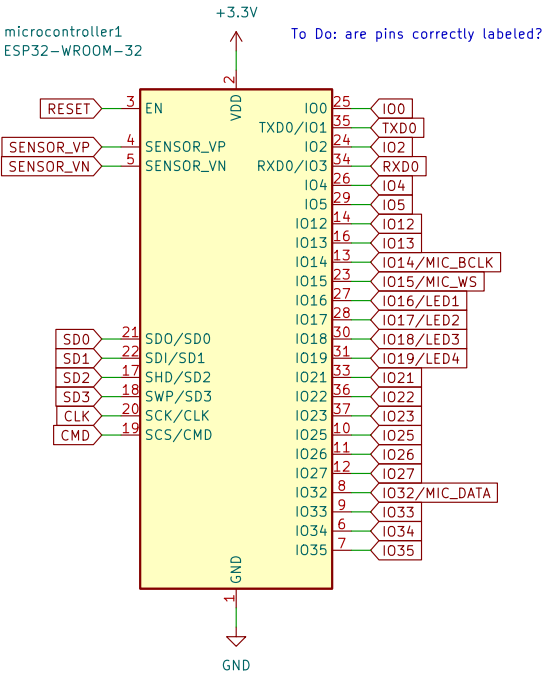 +3.3V
microcontroller1
ESP32-WROOM-32
To Do: are pins correctly labeled?
2
VDD
RESET 3 EN
SENSOR_VP 4 SENSOR_VP
SENSOR_VN 5 SENSOR_VN
SD0 21 SDO/SD0
SD1 22 SDI/SD1
SD2 17 SHD/SD2
SD3 18 SWP/SD3
CLK 20 SCK/CLK
CMD 19 SCS/CMD
IO0 25 IO0
TXD0/IO1 35 TXD0
IO2 24 IO2
RXD0/IO3 34 RXD0
IO4 26 IO4
IO5 29 IO5
IO12 14 IO12
IO13 16 IO13
IO14 13 IO14/MIC_BCLK
IO15 23 IO15/MIC_WS
IO16 27 IO16/LED1
IO17 28 IO17/LED2
IO18 30 IO18/LED3
IO19 31 IO19/LED4
IO21 33 IO21
IO22 36 IO22
IO23 37 IO23
IO25 10 IO25
IO26 11 IO26
IO27 12 IO27
IO32 8 IO32/MIC_DATA
IO33 9 IO33
IO34 6 IO34
IO35 7 IO35
GND
1
GND